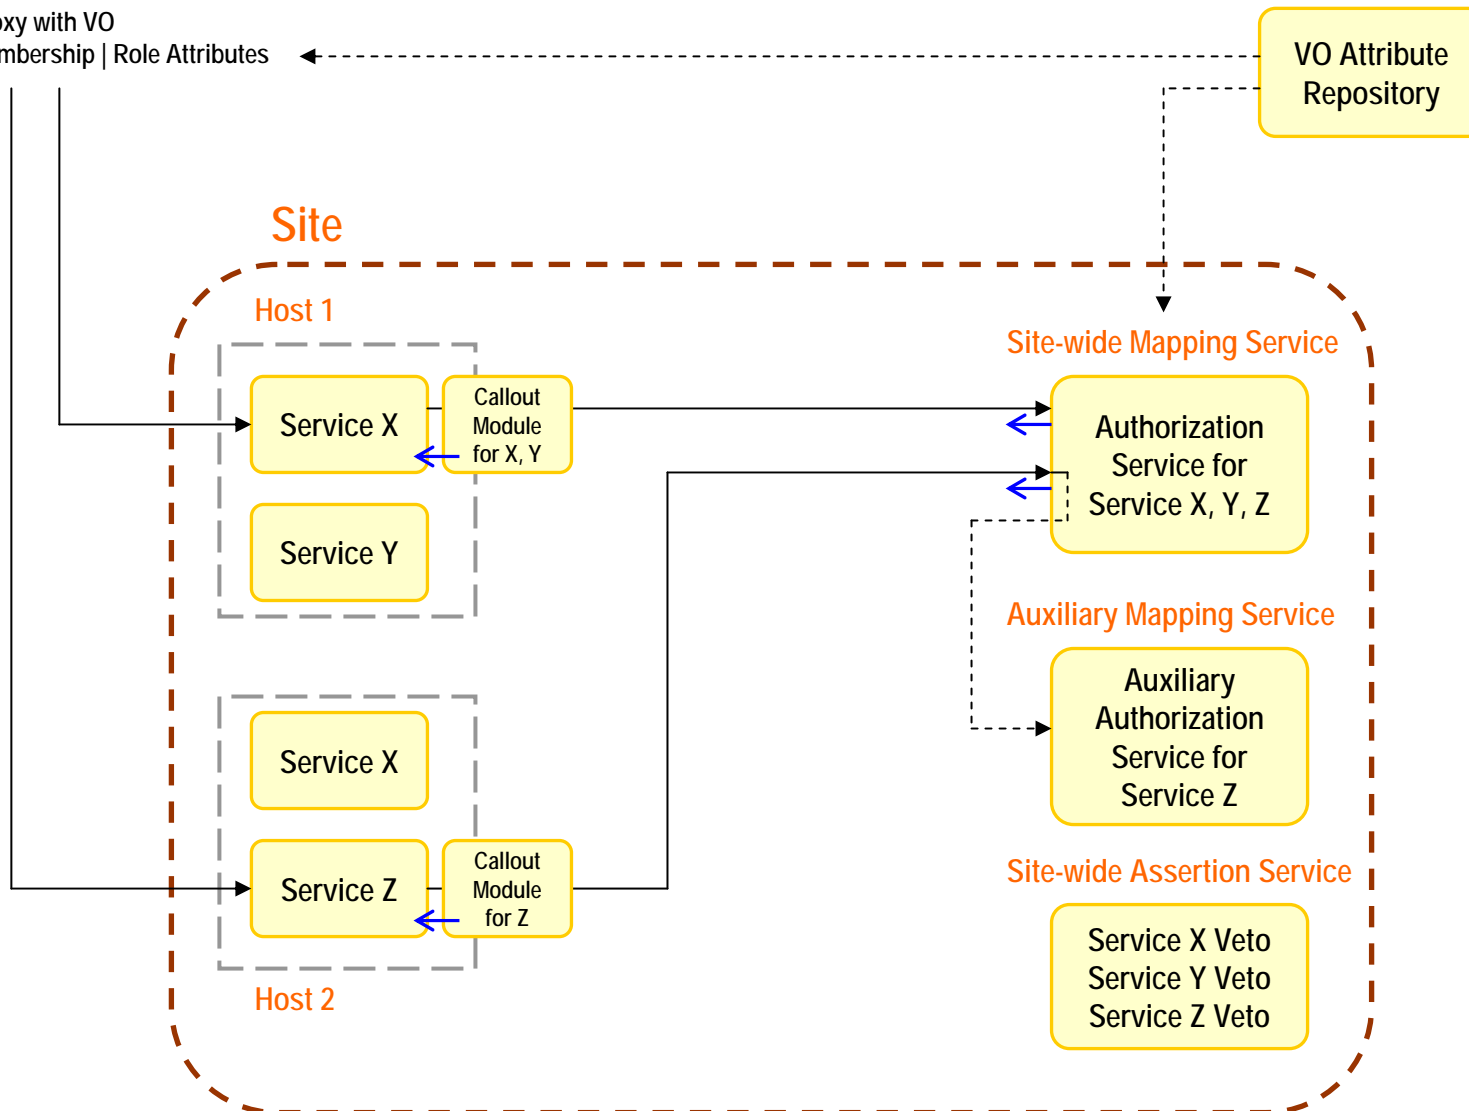 oxy with VO
mbership | Role Attributes
VO Attribute
Repository
Site
Host 1
Service X
Callout
Module
for X, Y
Service Y
Site-wide Mapping Service
Authorization
Service for
Service X, Y, Z
Auxiliary Mapping Service
Auxiliary
Authorization
Service for
Service Z
Service X
Service Z
Callout
Module
for Z
Host 2
Site-wide Assertion Service
Service X Veto
Service Y Veto
Service Z Veto